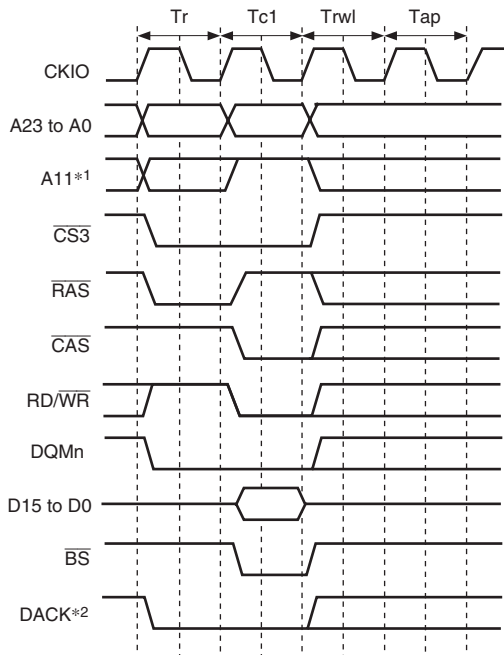 Tr Tc1 Trwl Tap
CKIO
A23 to A0
A11*1
CS3
RAS
CAS
RD/WR
DQMn
D15 to D0
BS
DACK*2